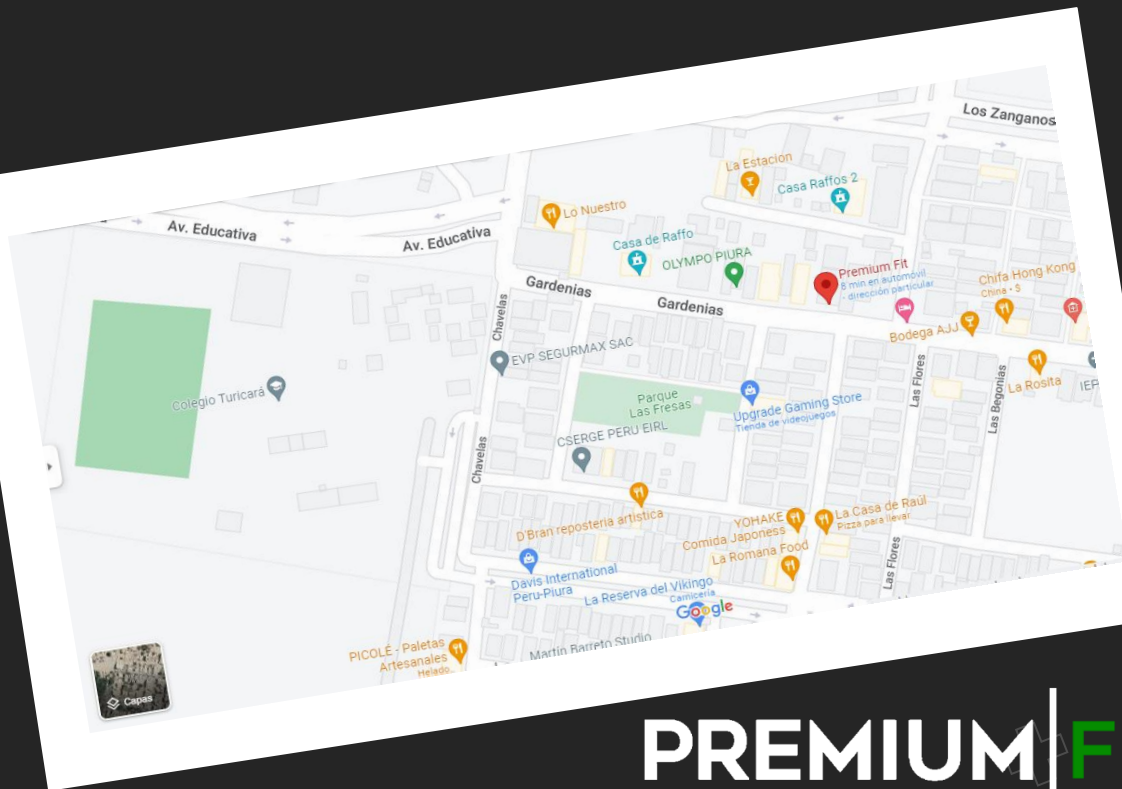 Los Zanganos
La Estacion
Casa Raffos 2
Lo Nuestro
Av. Educativa
Av. Educativa
Casa de Raffo
OLYMPO PIURA
Premium Fit
8 min en automóvil
- dirección particular
Chifa Hong Kong
China · $
Gardenias
Gardenias
Chavelas
Bodega AJJ
EVP SEGURMAX SAC
Las Flores
Las Begonias
La Rosita
IEP
Colegio Turicará
Parque
Las Fresas
Upgrade Gaming Store
Tienda de videojuegos
CSERGE PERU EIRL
Chavelas
D'Bran reposteria artistica
YOHAKE
Comida Japoness
La Casa de Raúl
Pizza para llevar
La Romana Food
Las Flores
Davis International
Peru-Piura
La Reserva del Vikingo
Carnicería
Google
Martin Barreto Studio
PICOLÉ - Paletas
Artesanales
Helado
Capas
PREMIUM F